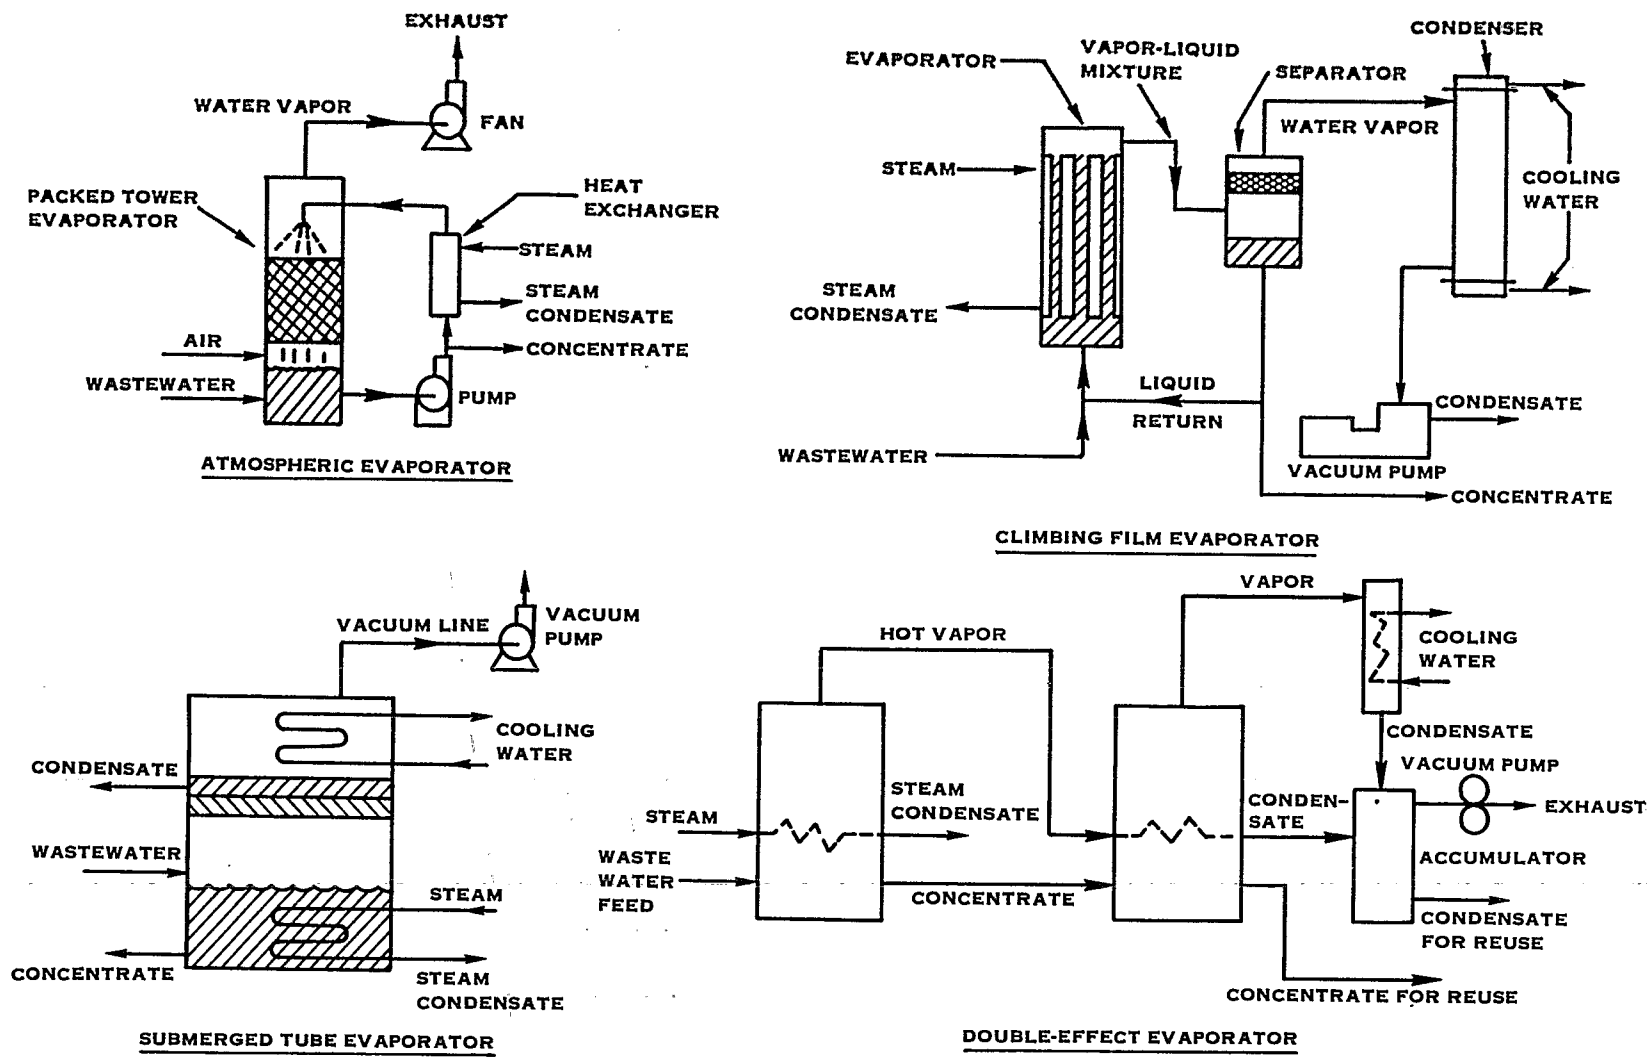 EXHAUST
WATER VAPOR
FAN
PACKED TOWER
EVAPORATOR
HEAT
EXCHANGER
STEAM
STEAM
CONDENSATE
AIR
CONCENTRATE
WASTEWATER
PUMP
ATMOSPHERIC EVAPORATOR
CONDENSER
VAPOR-LIQUID
MIXTURE
EVAPORATOR
SEPARATOR
WATER VAPOR
STEAM
COOLING
WATER
STEAM
CONDENSATE
LIQUID
RETURN
CONDENSATE
WASTEWATER
VACUUM PUMP
CONCENTRATE
CLIMBING FILM EVAPORATOR
VACUUM LINE
VACUUM
PUMP
COOLING
WATER
CONDENSATE
WASTEWATER
STEAM
CONCENTRATE
STEAM
CONDENSATE
SUBMERGED TUBE EVAPORATOR
VAPOR
HOT VAPOR
COOLING
WATER
CONDENSATE
VACUUM PUMP
STEAM
CONDENSATE
CONDEN-
SATE
EXHAUST
STEAM
WASTE
WATER
FEED
ACCUMULATOR
CONCENTRATE
CONDENSATE
FOR REUSE
CONCENTRATE FOR REUSE
DOUBLE-EFFECT EVAPORATOR